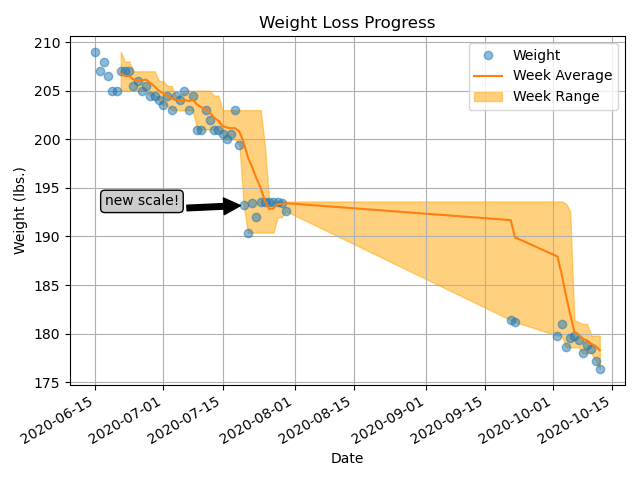 Weight Loss Progress
210
205
200
195
190
185
180
175
Weight (lbs.)
Weight
Week Average
Week Range
new scale!
2020-06-15
2020-07-01
2020-07-15
2020-08-01
2020-08-15
2020-09-01
2020-09-15
2020-10-01
2020-10-15
Date